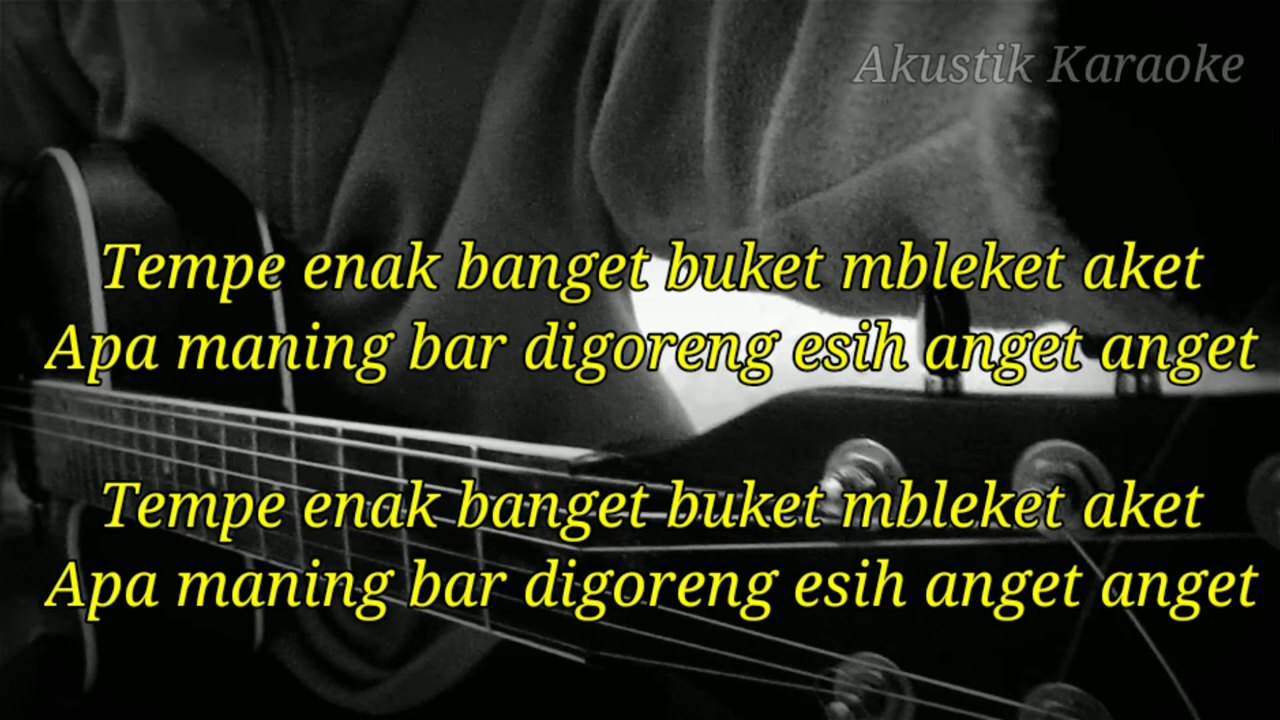 Akustik Karaoke
Tempe enak banget buket mbleket aket
Apa maning bar digoreng esih anget anget
Tempe enak banget buket mbleket aket
Apa maning bar digoreng esih anget anget